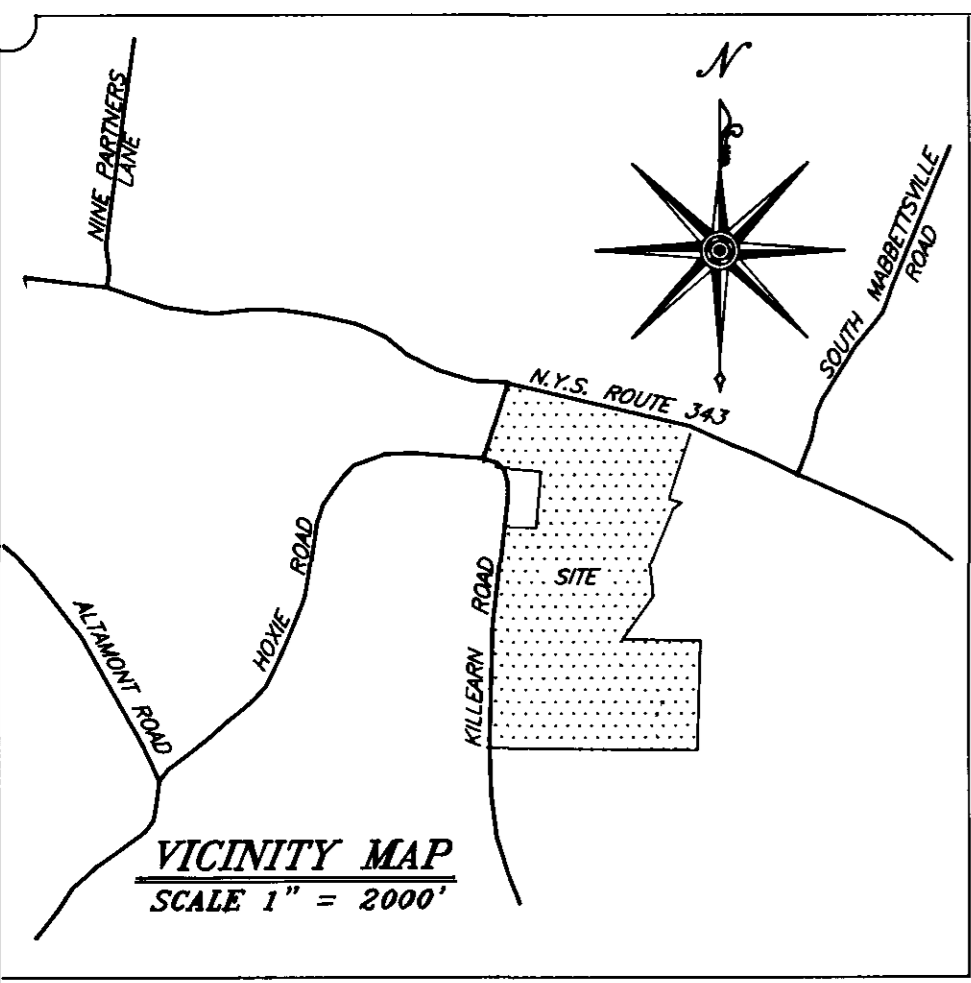 N
NINE PARTNERS
LANE
SOUTH MABBETTSVILLE
ROAD
N.Y.S. ROUTE 343
HOXIE ROAD
SITE
KILLEARN ROAD
ALTAMONT ROAD
VICINITY MAP
SCALE 1" = 2000'